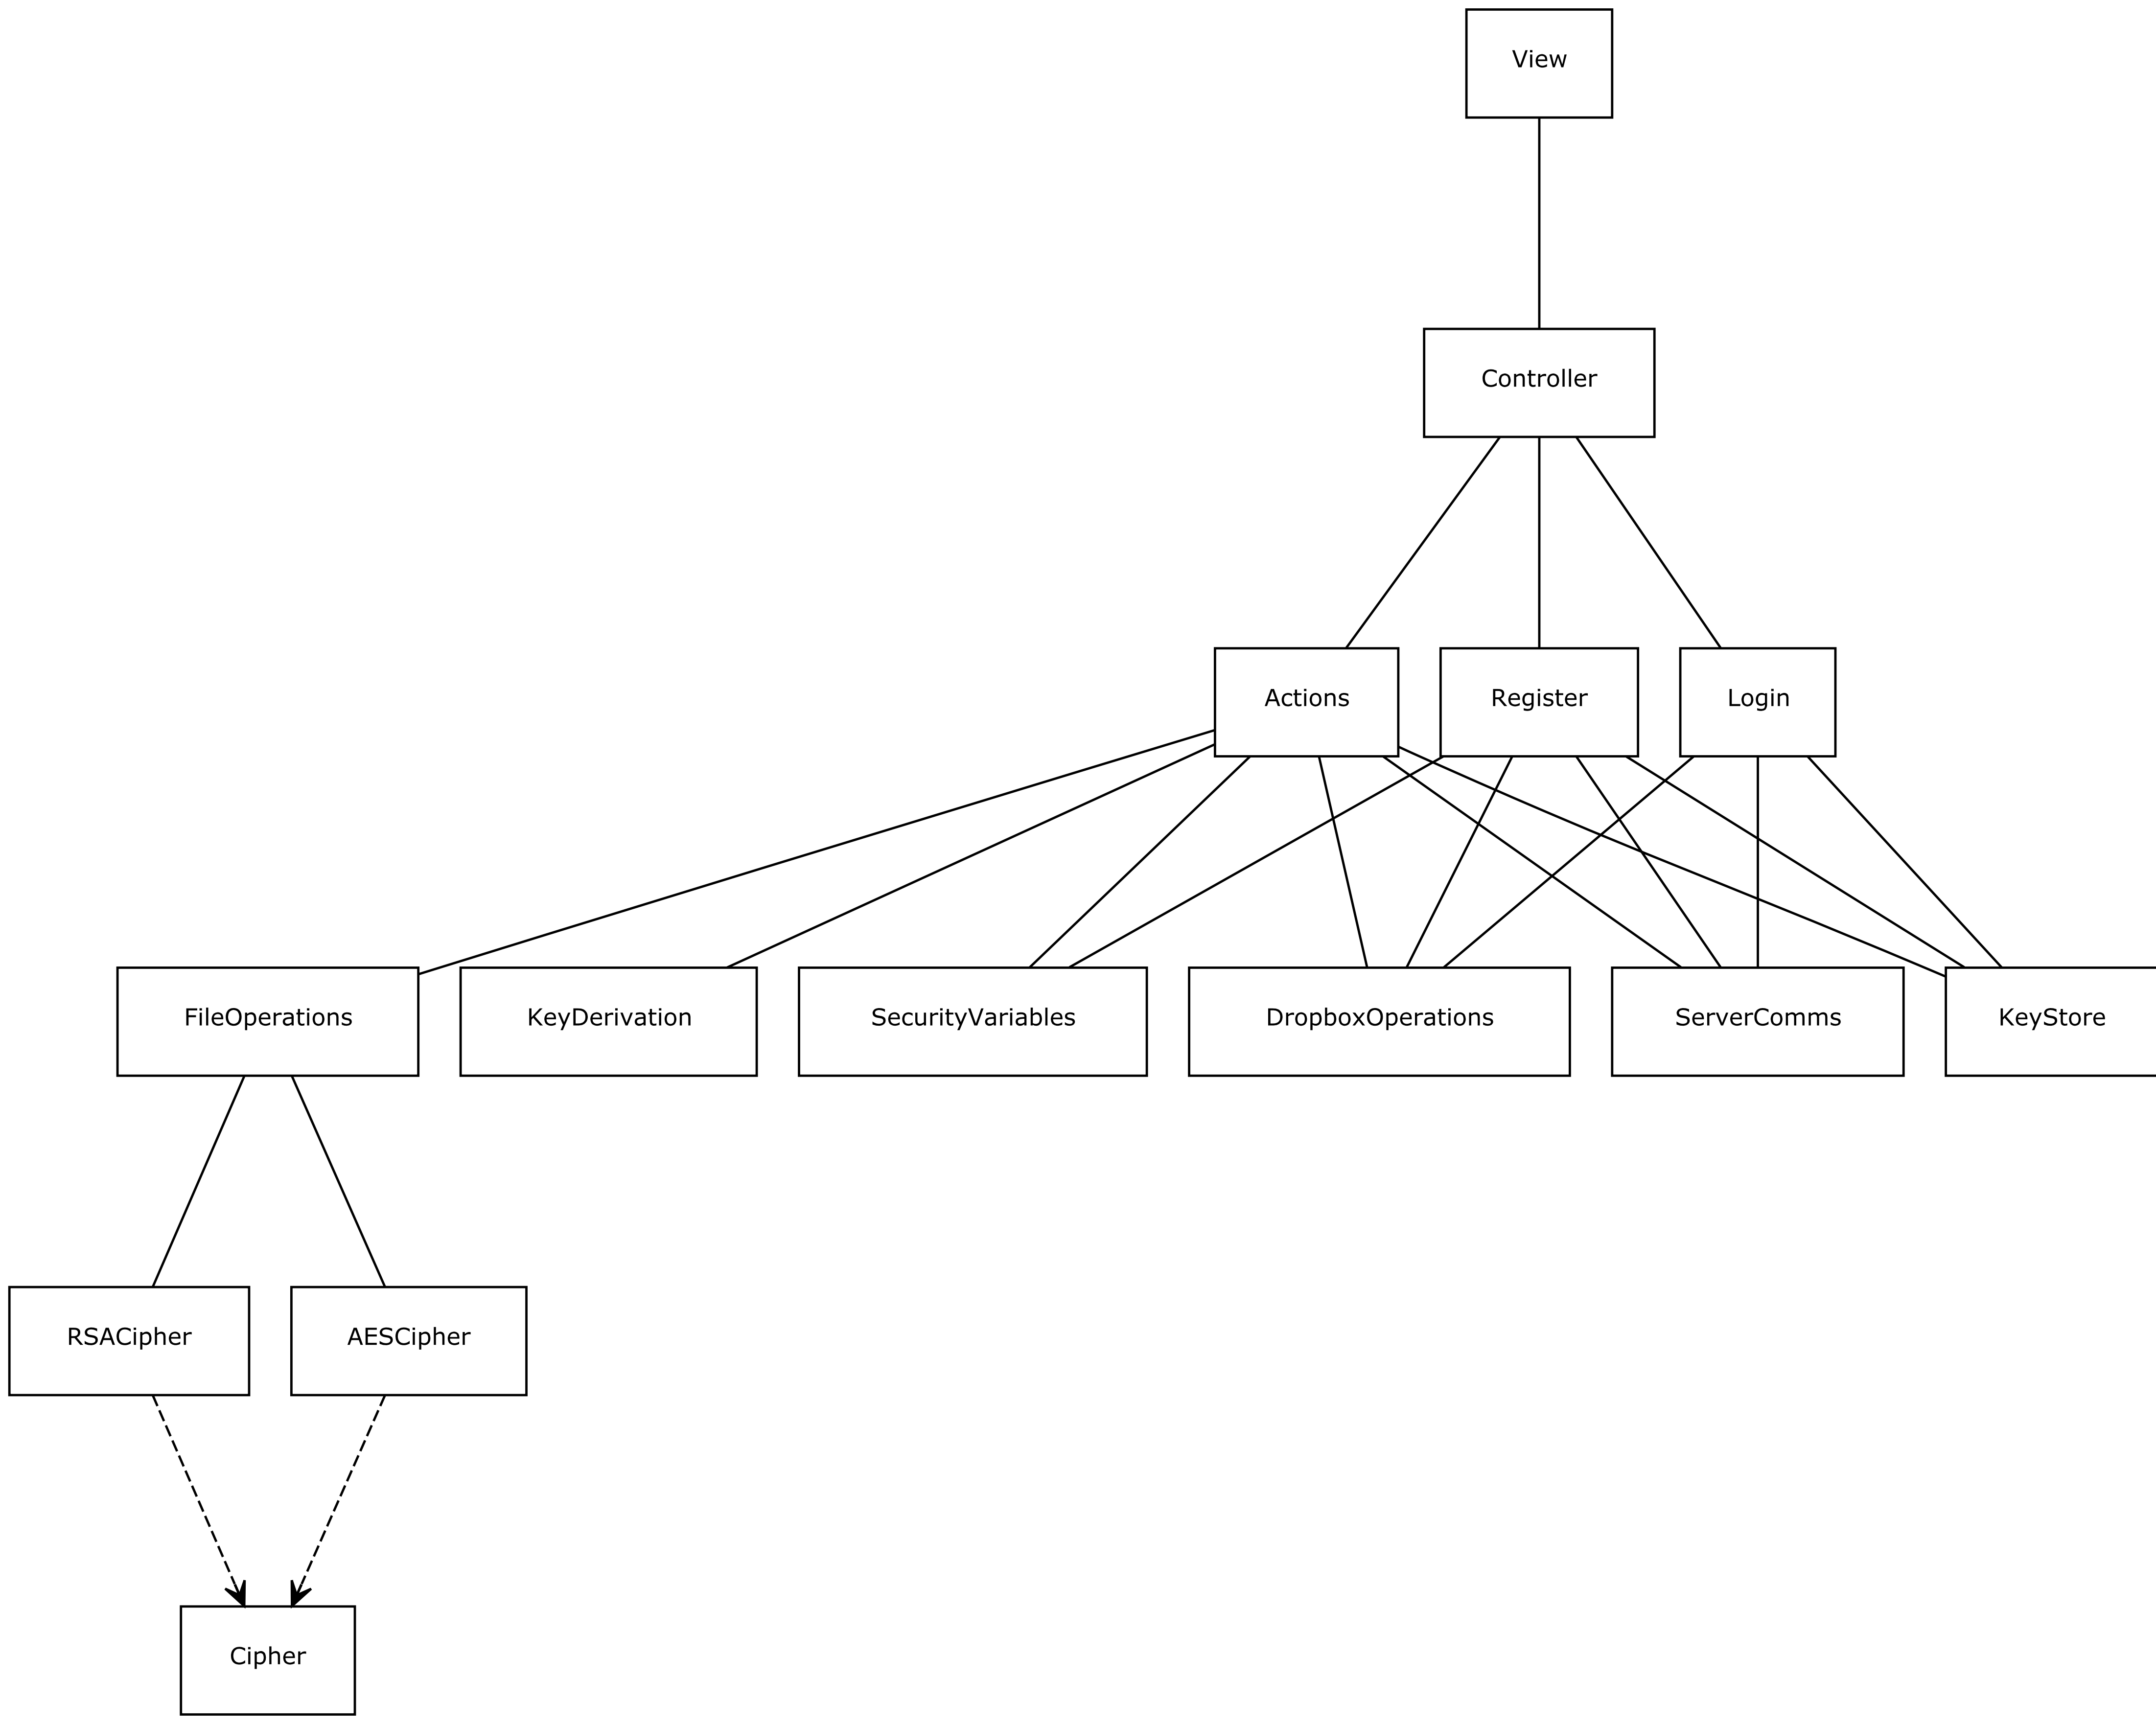 View
Controller
Actions
Register
Login
FileOperations
KeyDerivation
SecurityVariables
DropboxOperations
ServerComms
KeyStore
RSACipher
AESCipher
Cipher